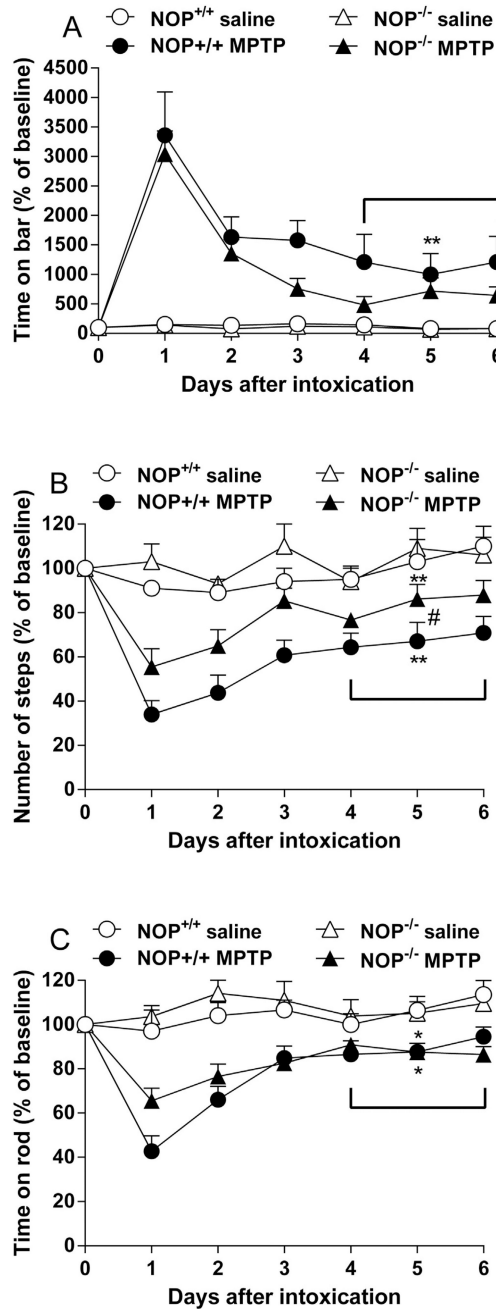 A
NOP+/+ saline NOP-/- saline
NOP+/+ MPTP NOP-/- MPTP
Time on bar (% of baseline)
4500
4000
3500
3000
2500
2000
1500
1000
500
0
**
0 1 2 3 4 5 6
Days after intoxication
B
NOP+/+ saline NOP-/- saline
NOP+/+ MPTP NOP-/- MPTP
Number of steps (% of baseline)
120
100
80
60
40
20
0
**
#
**
0 1 2 3 4 5 6
Days after intoxication
C
NOP+/+ saline NOP-/- saline
NOP+/+ MPTP NOP-/- MPTP
Time on rod (% of baseline)
120
100
80
60
40
20
0
*
*
0 1 2 3 4 5 6
Days after intoxication